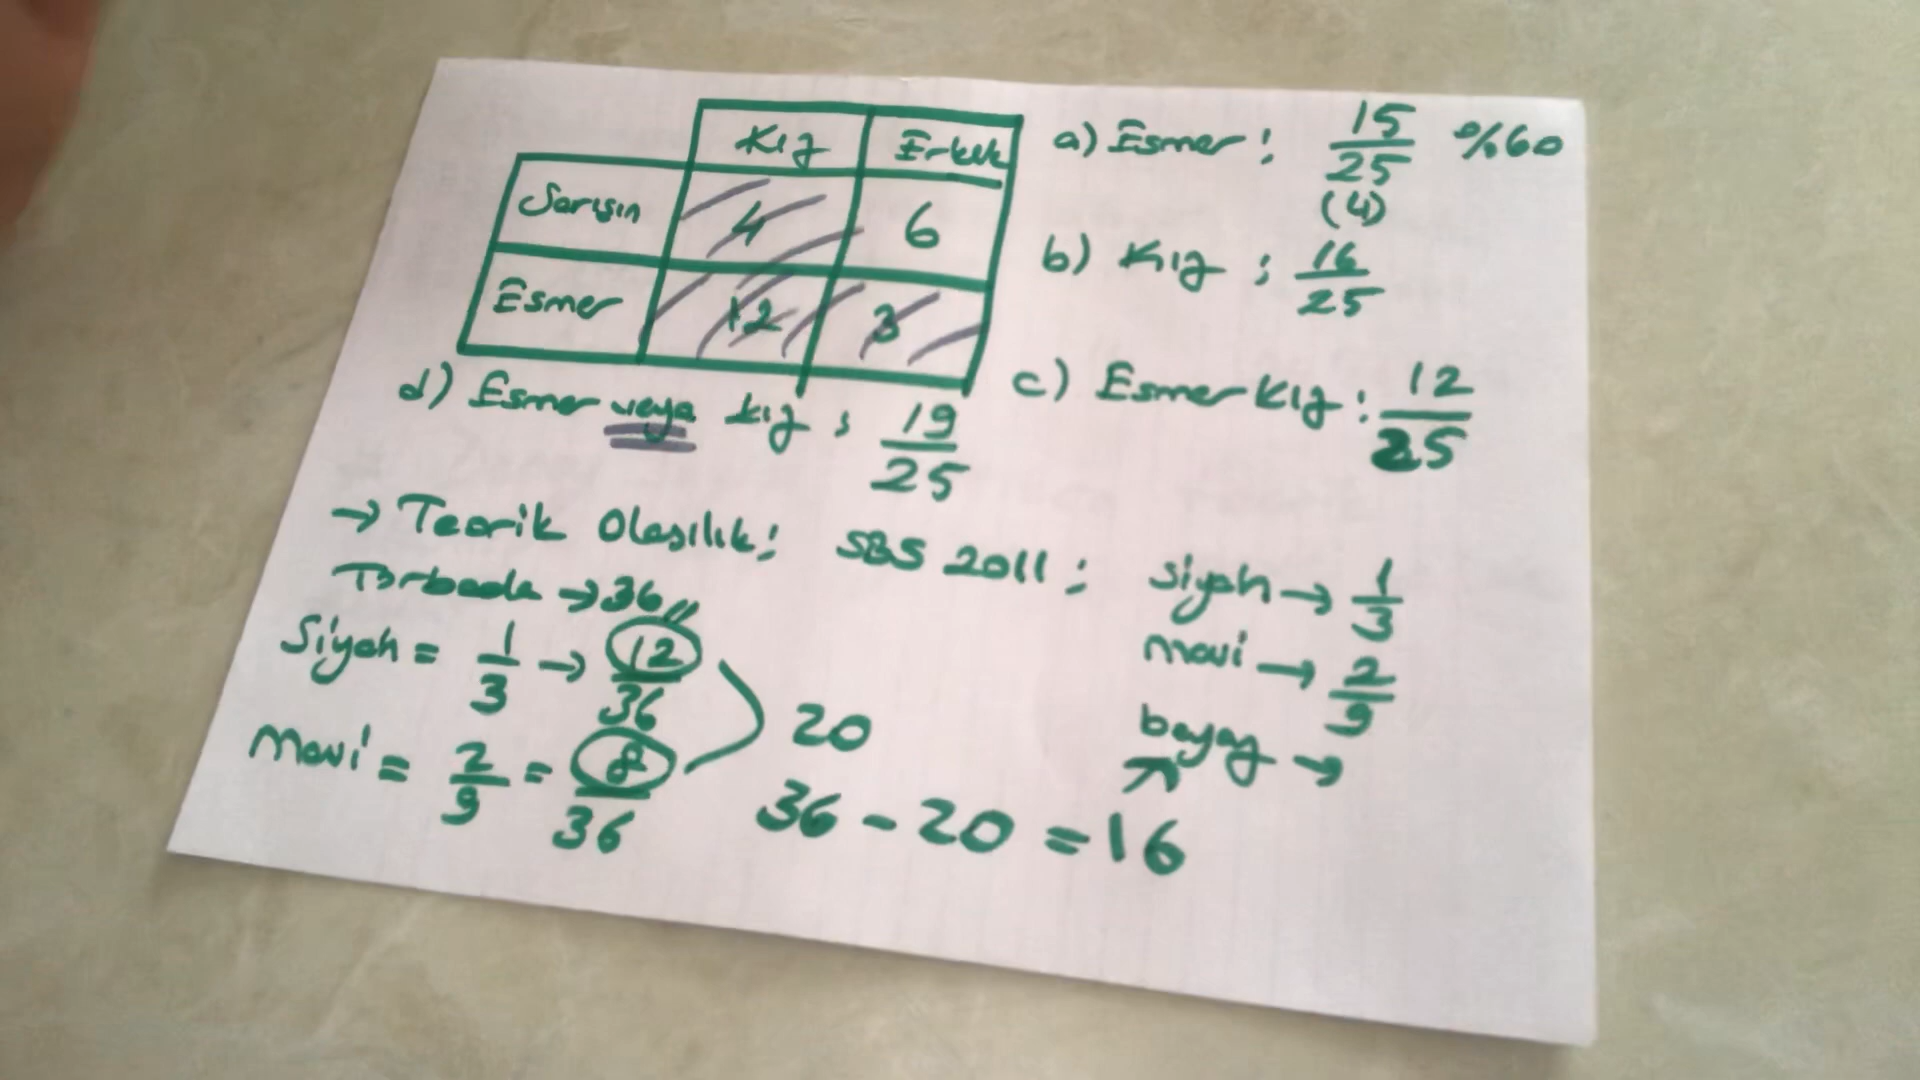 Kız Erkek
Sarışın 4 6
Esmer 12 3
a) Esmer : 15/25 %60
(4)
b) Kız : 16/25
c) Esmer Kız : 12/25
d) Esmer veya kız : 19/25
→ Teorik Olasılık : SBS 2011 :
Torbada → 36
Siyah = 1/3 → 12/36
Mavi = 2/9 = 8/36
20
36 - 20 = 16
siyah → 1/3
mavi → 2/9
beyaz →